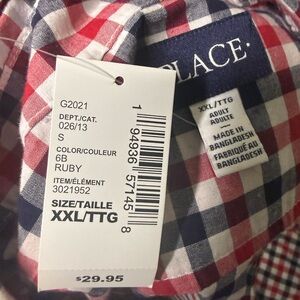 G2021
DEPT./CAT.
026/13
S
COLOR/COULEUR
6B
RUBY
ITEM/ÉLÉMENT
3021952
SIZE/TAILLE
XXL/TTG
$29.95
1 94936 57145 8
PLACE
XXL/TTG
ADULT
ADULTE
MADE IN
BANGLADESH
FABRIQUÉ AU
BANGLADESH